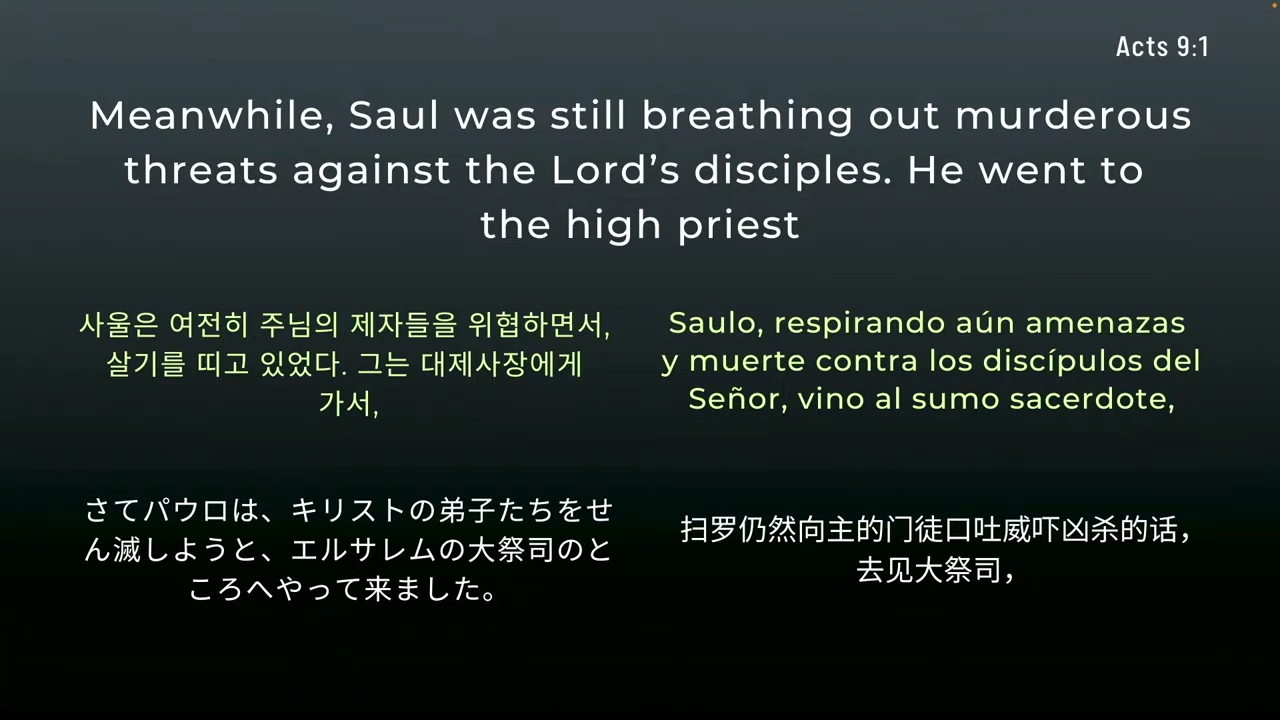 Acts 9:1
Meanwhile, Saul was still breathing out murderous
threats against the Lord’s disciples. He went to
the high priest
사울은 여전히 주님의 제자들을 위협하면서,
살기를 띠고 있었다. 그는 대제사장에게
가서,
Saulo, respirando aún amenazas
y muerte contra los discípulos del
Señor, vino al sumo sacerdote,
さてパウロは、キリストの弟子たちをせ
ん滅しようと、エルサレムの大祭司のと
ころへやって来ました。
扫罗仍然向主的门徒口吐威吓凶杀的话，
去见大祭司，